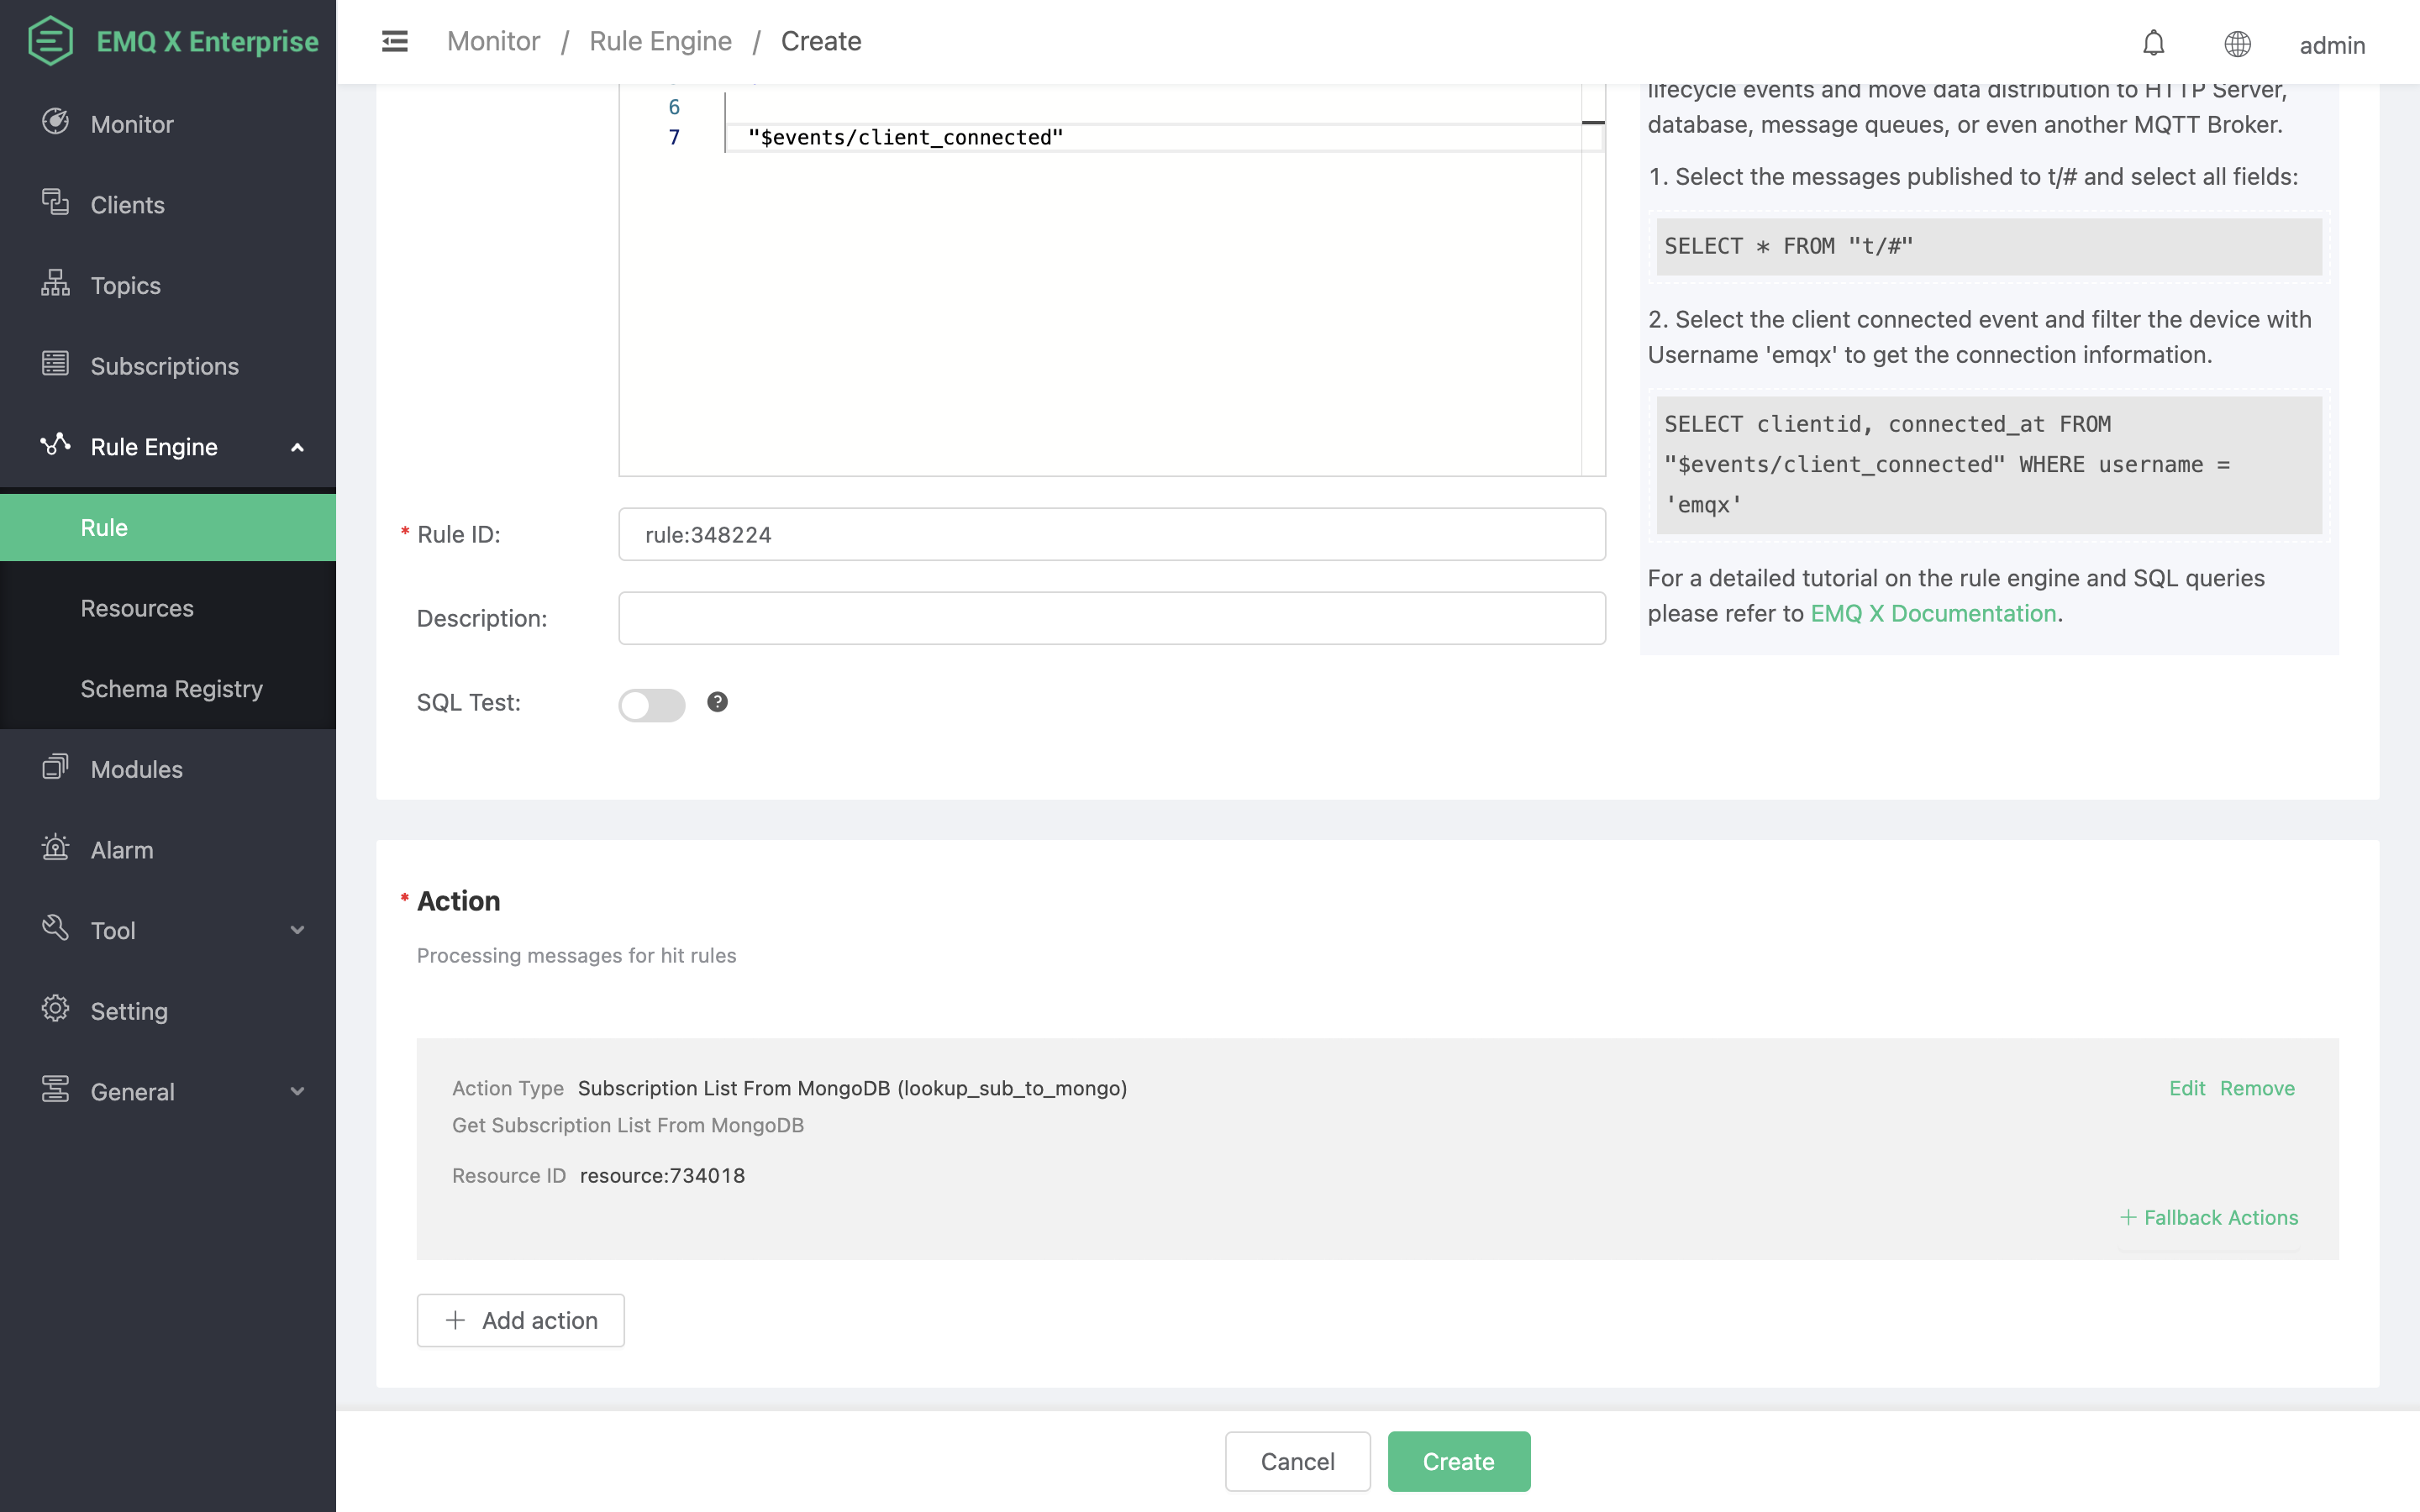 EMQ X Enterprise
Monitor / Rule Engine / Create
admin
Monitor
Clients
Topics
Subscriptions
Rule Engine
Rule
Resources
Schema Registry
Modules
Alarm
Tool
Setting
General
6
7 "$events/client_connected"
lifecycle events and move data distribution to HTTP Server,
database, message queues, or even another MQTT Broker.
1. Select the messages published to t/# and select all fields:
SELECT * FROM "t/#"
2. Select the client connected event and filter the device with
Username 'emqx' to get the connection information.
SELECT clientid, connected_at FROM
"$events/client_connected" WHERE username =
'emqx'
For a detailed tutorial on the rule engine and SQL queries
please refer to EMQ X Documentation.
* Rule ID: rule:348224
Description:
SQL Test: ?
* Action
Processing messages for hit rules
Action Type Subscription List From MongoDB (lookup_sub_to_mongo)
Edit Remove
Get Subscription List From MongoDB
Resource ID resource:734018
+ Fallback Actions
+ Add action
Cancel Create